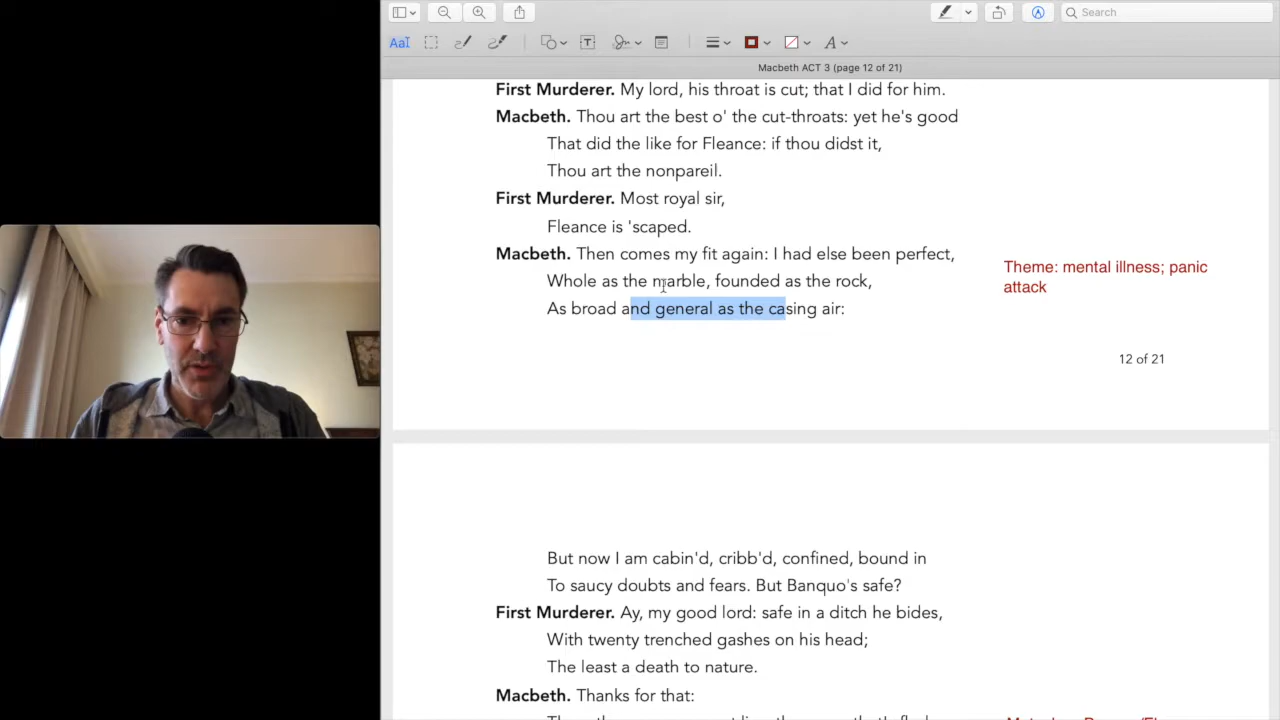 Search
AaI
T
A
Macbeth ACT 3 (page 12 of 21)
First Murderer. My lord, his throat is cut; that I did for him.
Macbeth. Thou art the best o' the cut-throats: yet he's good
That did the like for Fleance: if thou didst it,
Thou art the nonpareil.
First Murderer. Most royal sir,
Fleance is 'scaped.
Macbeth. Then comes my fit again: I had else been perfect,
Whole as the marble, founded as the rock,
As broad and general as the casing air:
Theme: mental illness; panic
attack
12 of 21
But now I am cabin'd, cribb'd, confined, bound in
To saucy doubts and fears. But Banquo's safe?
First Murderer. Ay, my good lord: safe in a ditch he bides,
With twenty trenched gashes on his head;
The least a death to nature.
Macbeth. Thanks for that: